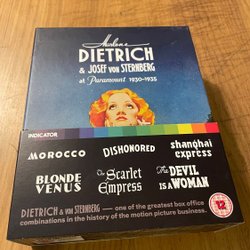 Marlene
DIETRICH
& JOSEF VON STERNBERG
at Paramount 1930-1935
INDICATOR
MOROCCO
DISHONORED
shanghai
express
BLONDE
VENUS
The
Scarlet
Empress
The
DEVIL
IS A WOMAN
DIETRICH & VON STERNBERG — one of the greatest box office
combinations in the history of the motion picture business.
12